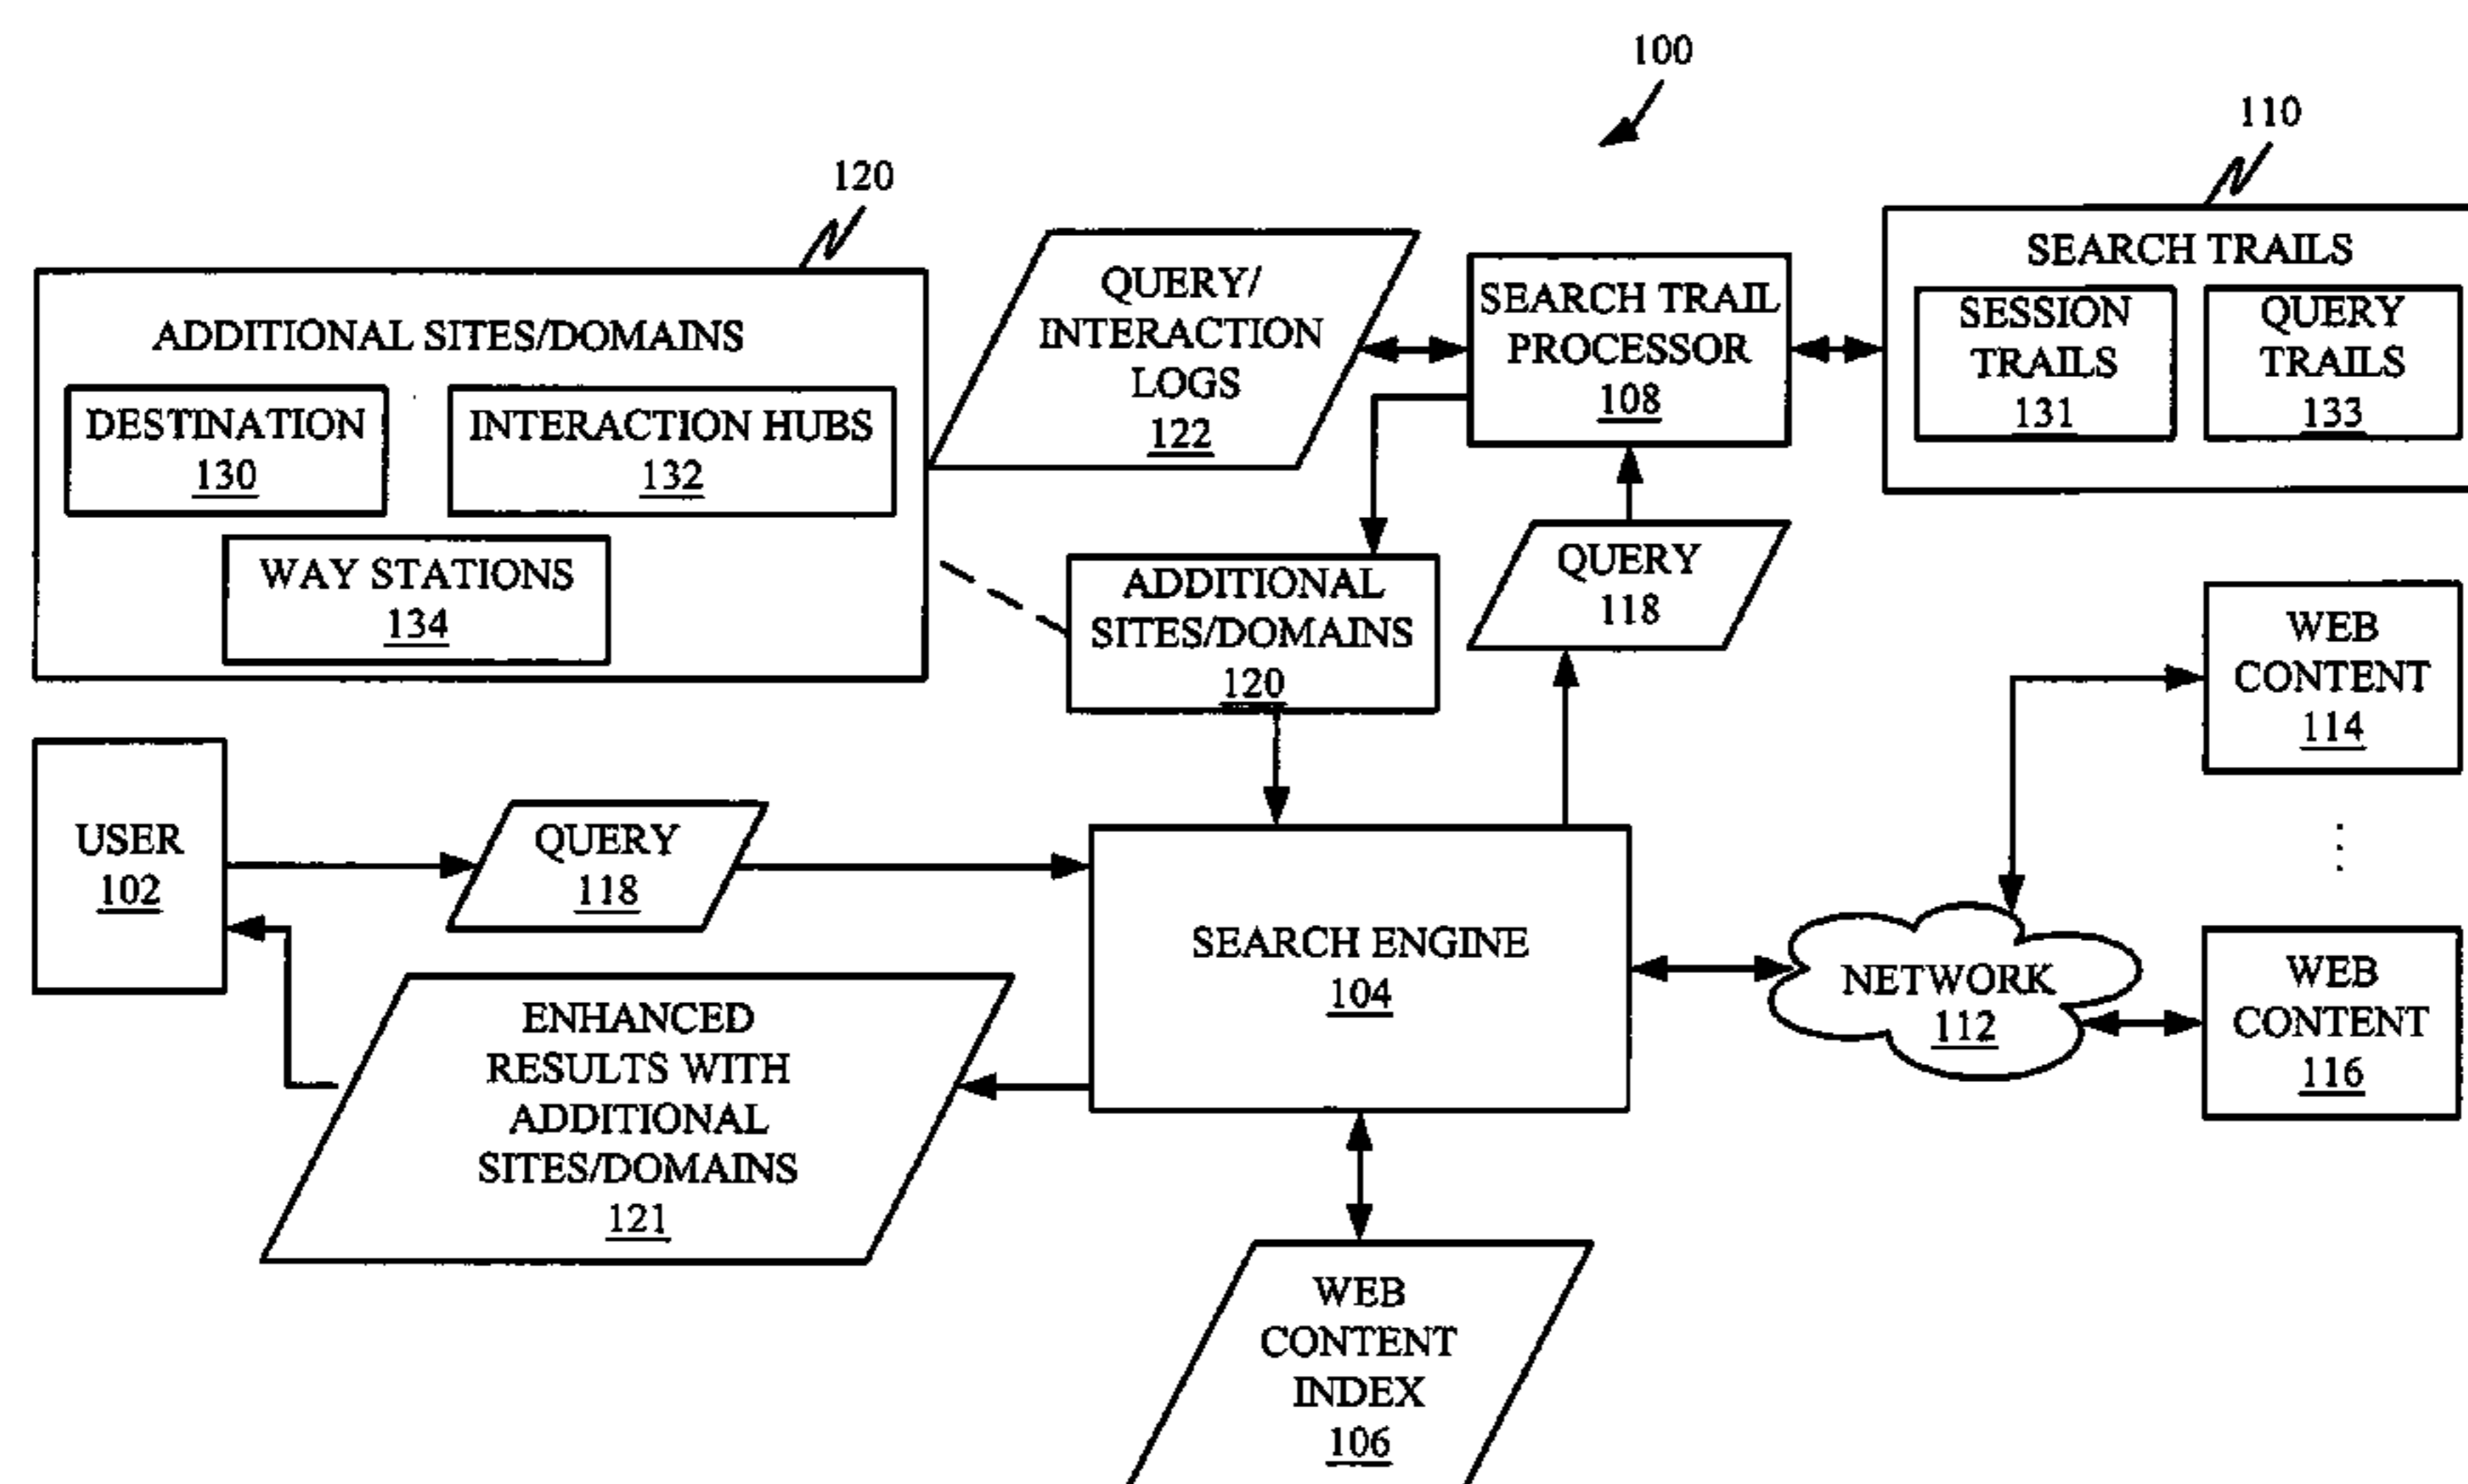 100
110
120
ADDITIONAL SITES/DOMAINS
DESTINATION
130
INTERACTION HUBS
132
WAY STATIONS
134
QUERY/
INTERACTION
LOGS
122
SEARCH TRAIL
PROCESSOR
108
SEARCH TRAILS
SESSION
TRAILS
131
QUERY
TRAILS
133
ADDITIONAL
SITES/DOMAINS
120
QUERY
118
WEB
CONTENT
114
USER
102
QUERY
118
SEARCH ENGINE
104
NETWORK
112
WEB
CONTENT
116
ENHANCED
RESULTS WITH
ADDITIONAL
SITES/DOMAINS
121
WEB
CONTENT
INDEX
106